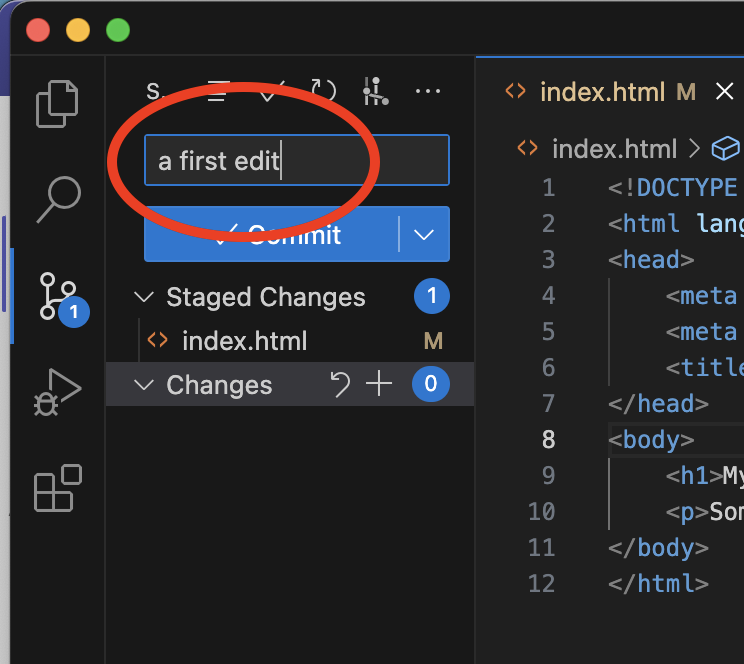 S.
index.html M
a first edit
index.html
Commit
Staged Changes 1
index.html M
Changes 0
1
1 <!DOCTYPE
2 <html lang
3 <head>
4 <meta
5 <meta
6 <title
7 </head>
8 <body>
9 <h1>My
10 <p>Som
11 </body>
12 </html>